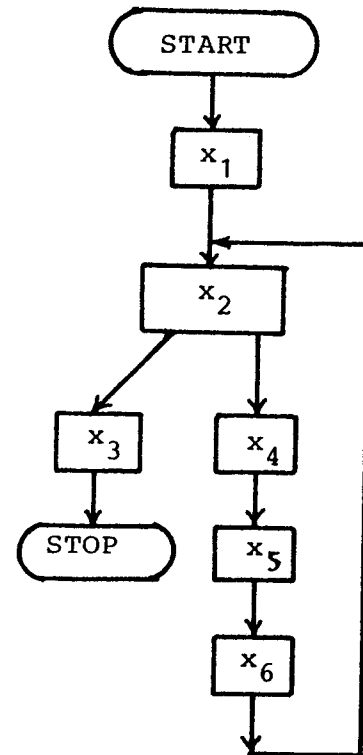 START
x₁
x₂
x₃ x₄
STOP x₅
x₆